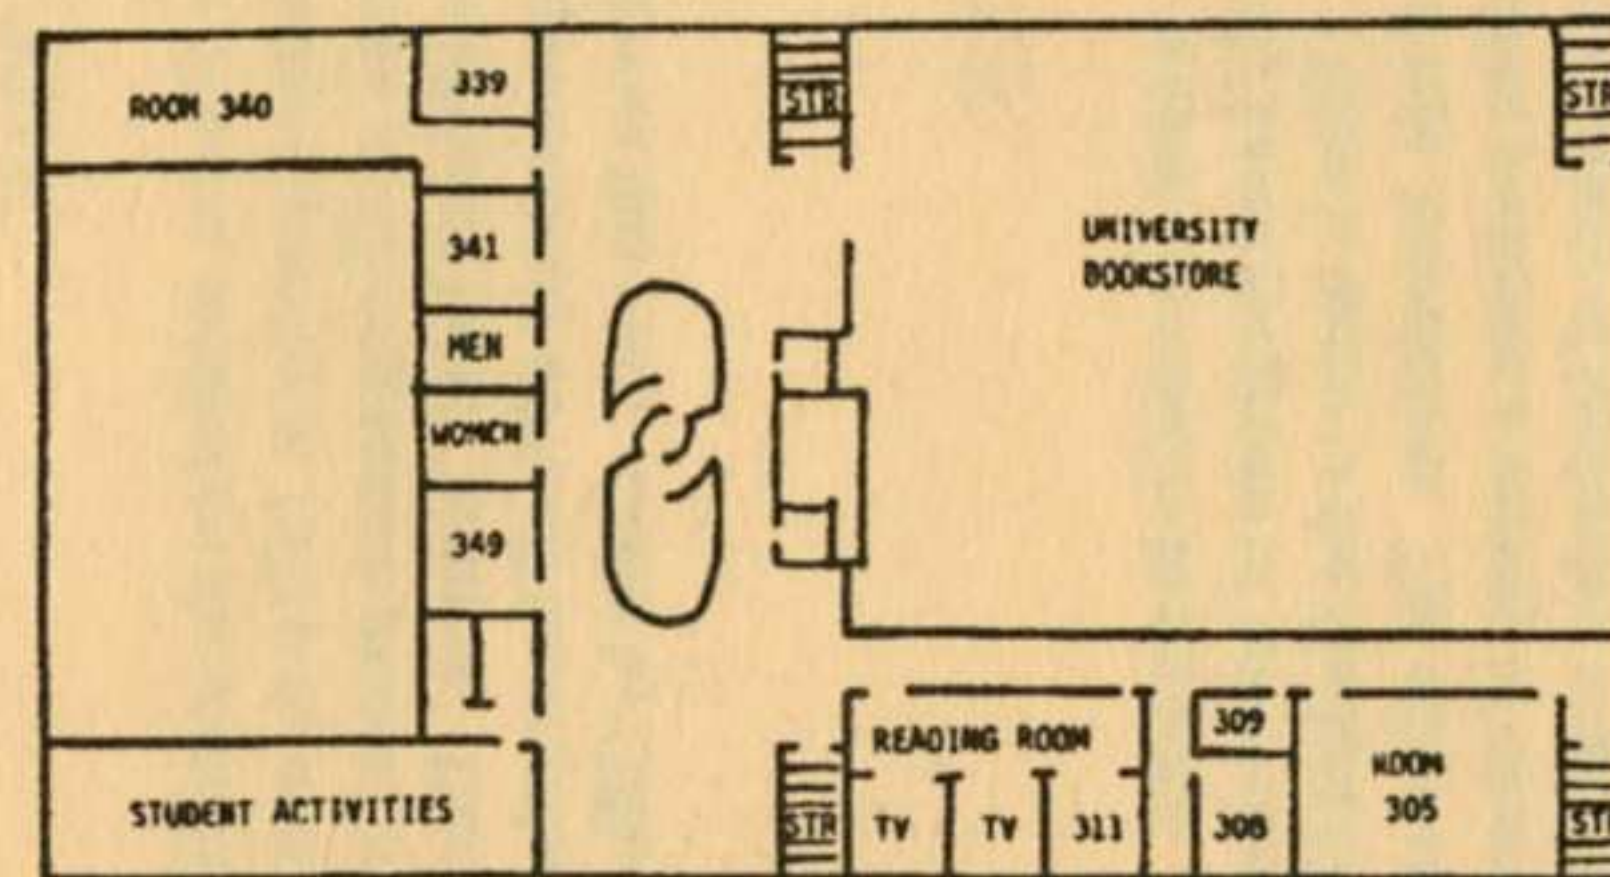 339
STR
STR
ROOM 340
UNIVERSITY
BOOKSTORE
341
MEN
WOMEN
349
READING ROOM
309
ROOM
305
STUDENT ACTIVITIES
STR
TV
TV
311
308
ST